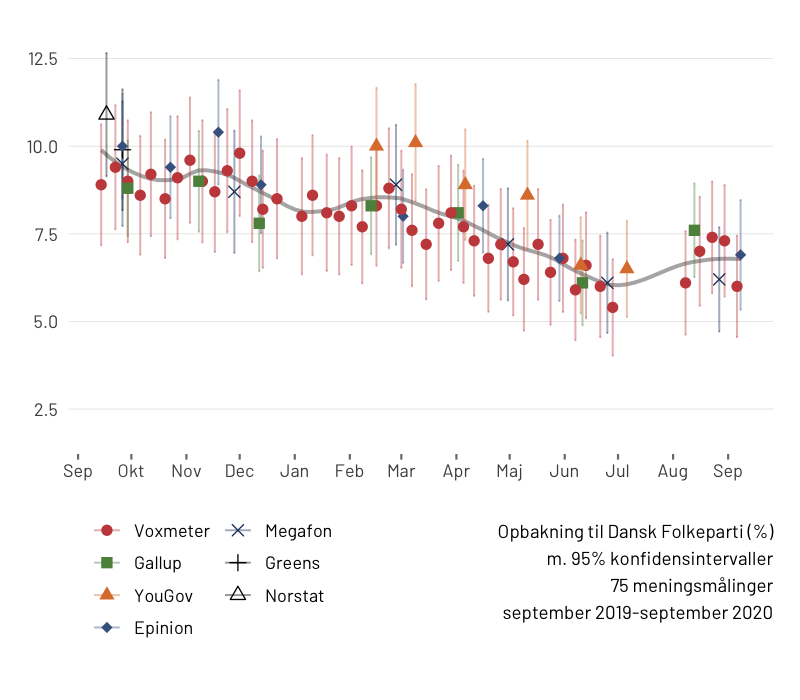 12.5
10.0
7.5
5.0
2.5
Sep Okt Nov Dec Jan Feb Mar Apr Maj Jun Jul Aug Sep
Voxmeter
Gallup
YouGov
Epinion
Megafon
Greens
Norstat
Opbakning til Dansk Folkeparti (%)
m. 95% konfidensintervaller
75 meningsmålinger
september 2019-september 2020